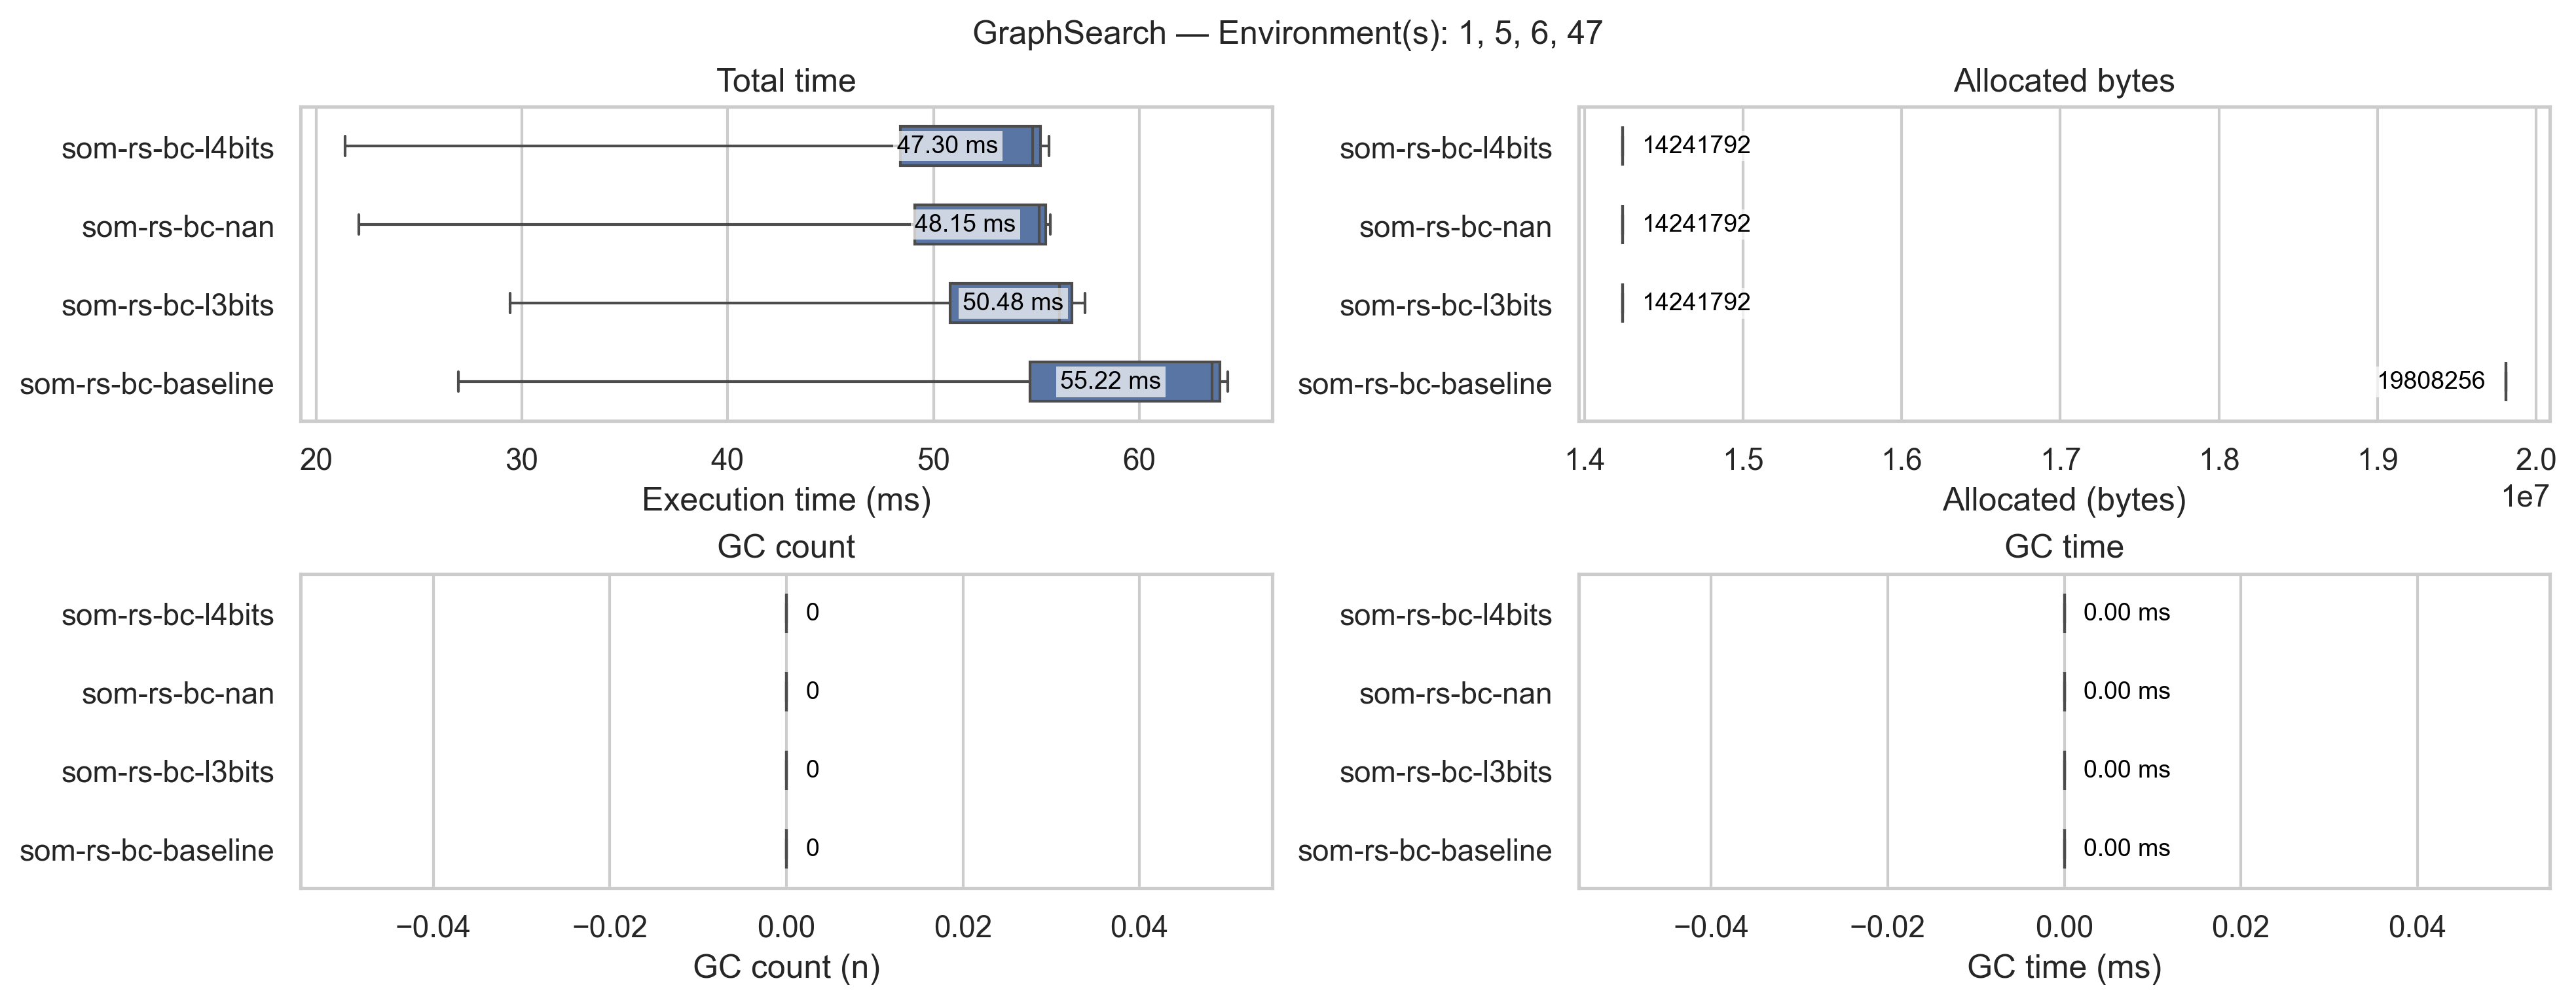 GraphSearch — Environment(s): 1, 5, 6, 47
Total time
som-rs-bc-l4bits
47.30 ms
som-rs-bc-nan
48.15 ms
som-rs-bc-l3bits
50.48 ms
som-rs-bc-baseline
55.22 ms
20 30 40 50 60
Execution time (ms)
Allocated bytes
som-rs-bc-l4bits
14241792
som-rs-bc-nan
14241792
som-rs-bc-l3bits
14241792
som-rs-bc-baseline
19808256
1.4 1.5 1.6 1.7 1.8 1.9 2.0
1e7
Allocated (bytes)
GC count
som-rs-bc-l4bits
0
som-rs-bc-nan
0
som-rs-bc-l3bits
0
som-rs-bc-baseline
0
−0.04 −0.02 0.00 0.02 0.04
GC count (n)
GC time
som-rs-bc-l4bits
0.00 ms
som-rs-bc-nan
0.00 ms
som-rs-bc-l3bits
0.00 ms
som-rs-bc-baseline
0.00 ms
−0.04 −0.02 0.00 0.02 0.04
GC time (ms)